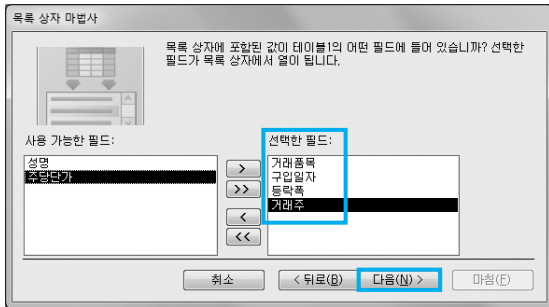 목록 상자 마법사
목록 상자에 포함된 값이 테이블1의 어떤 필드에 들어 있습니까? 선택한
필드가 목록 상자에서 열이 됩니다.
사용 가능한 필드:
선택한 필드:
성명
주당단가
>
>>
<
<<
거래품목
구입일자
등락폭
거래주
취소
< 뒤로(B)
다음(N) >
마침(F)